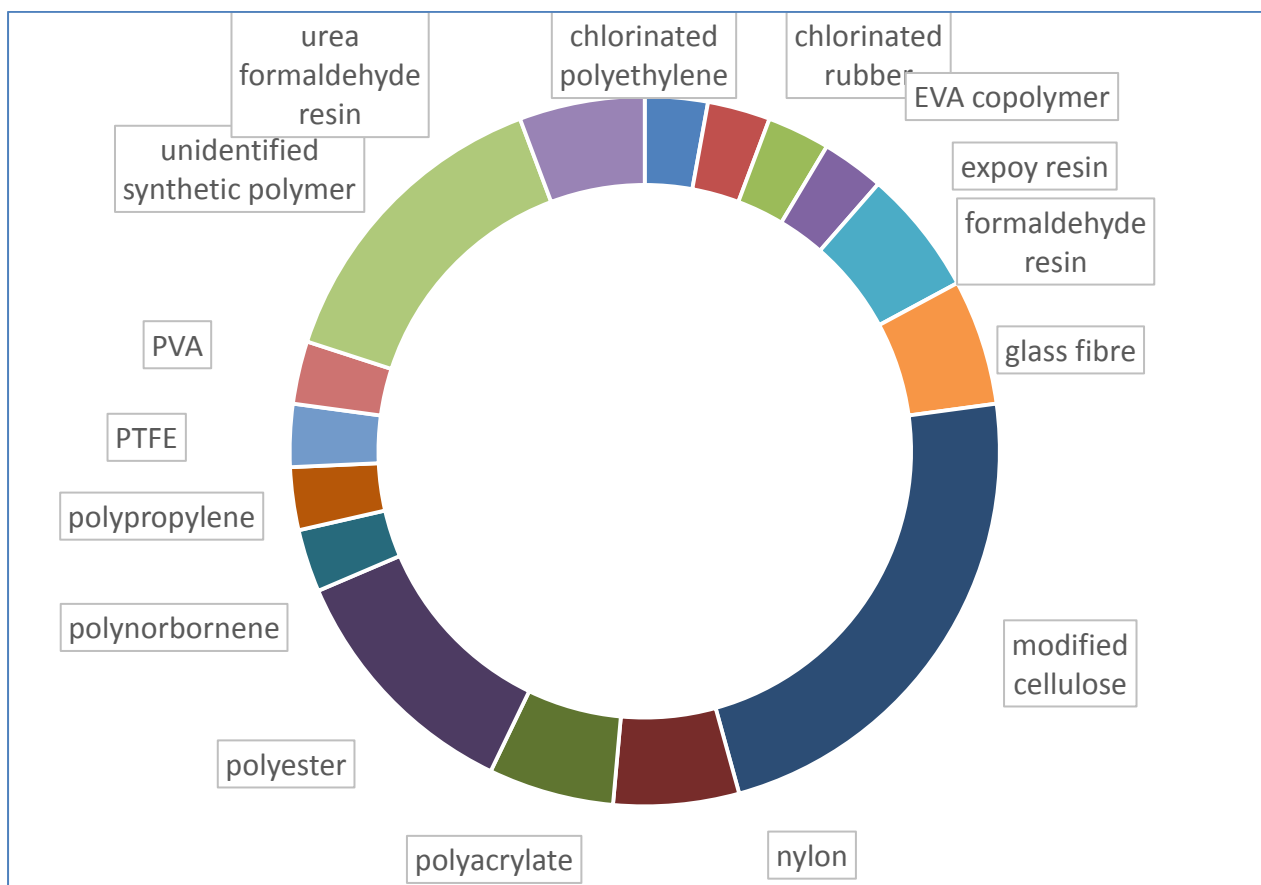 urea
formaldehyde
resin
chlorinated
polyethylene
chlorinated
rubber
EVA copolymer
unidentified
synthetic polymer
expoy resin
formaldehyde
resin
PVA
glass fibre
PTFE
polypropylene
polynorbornene
modified
cellulose
polyester
polyacrylate
nylon